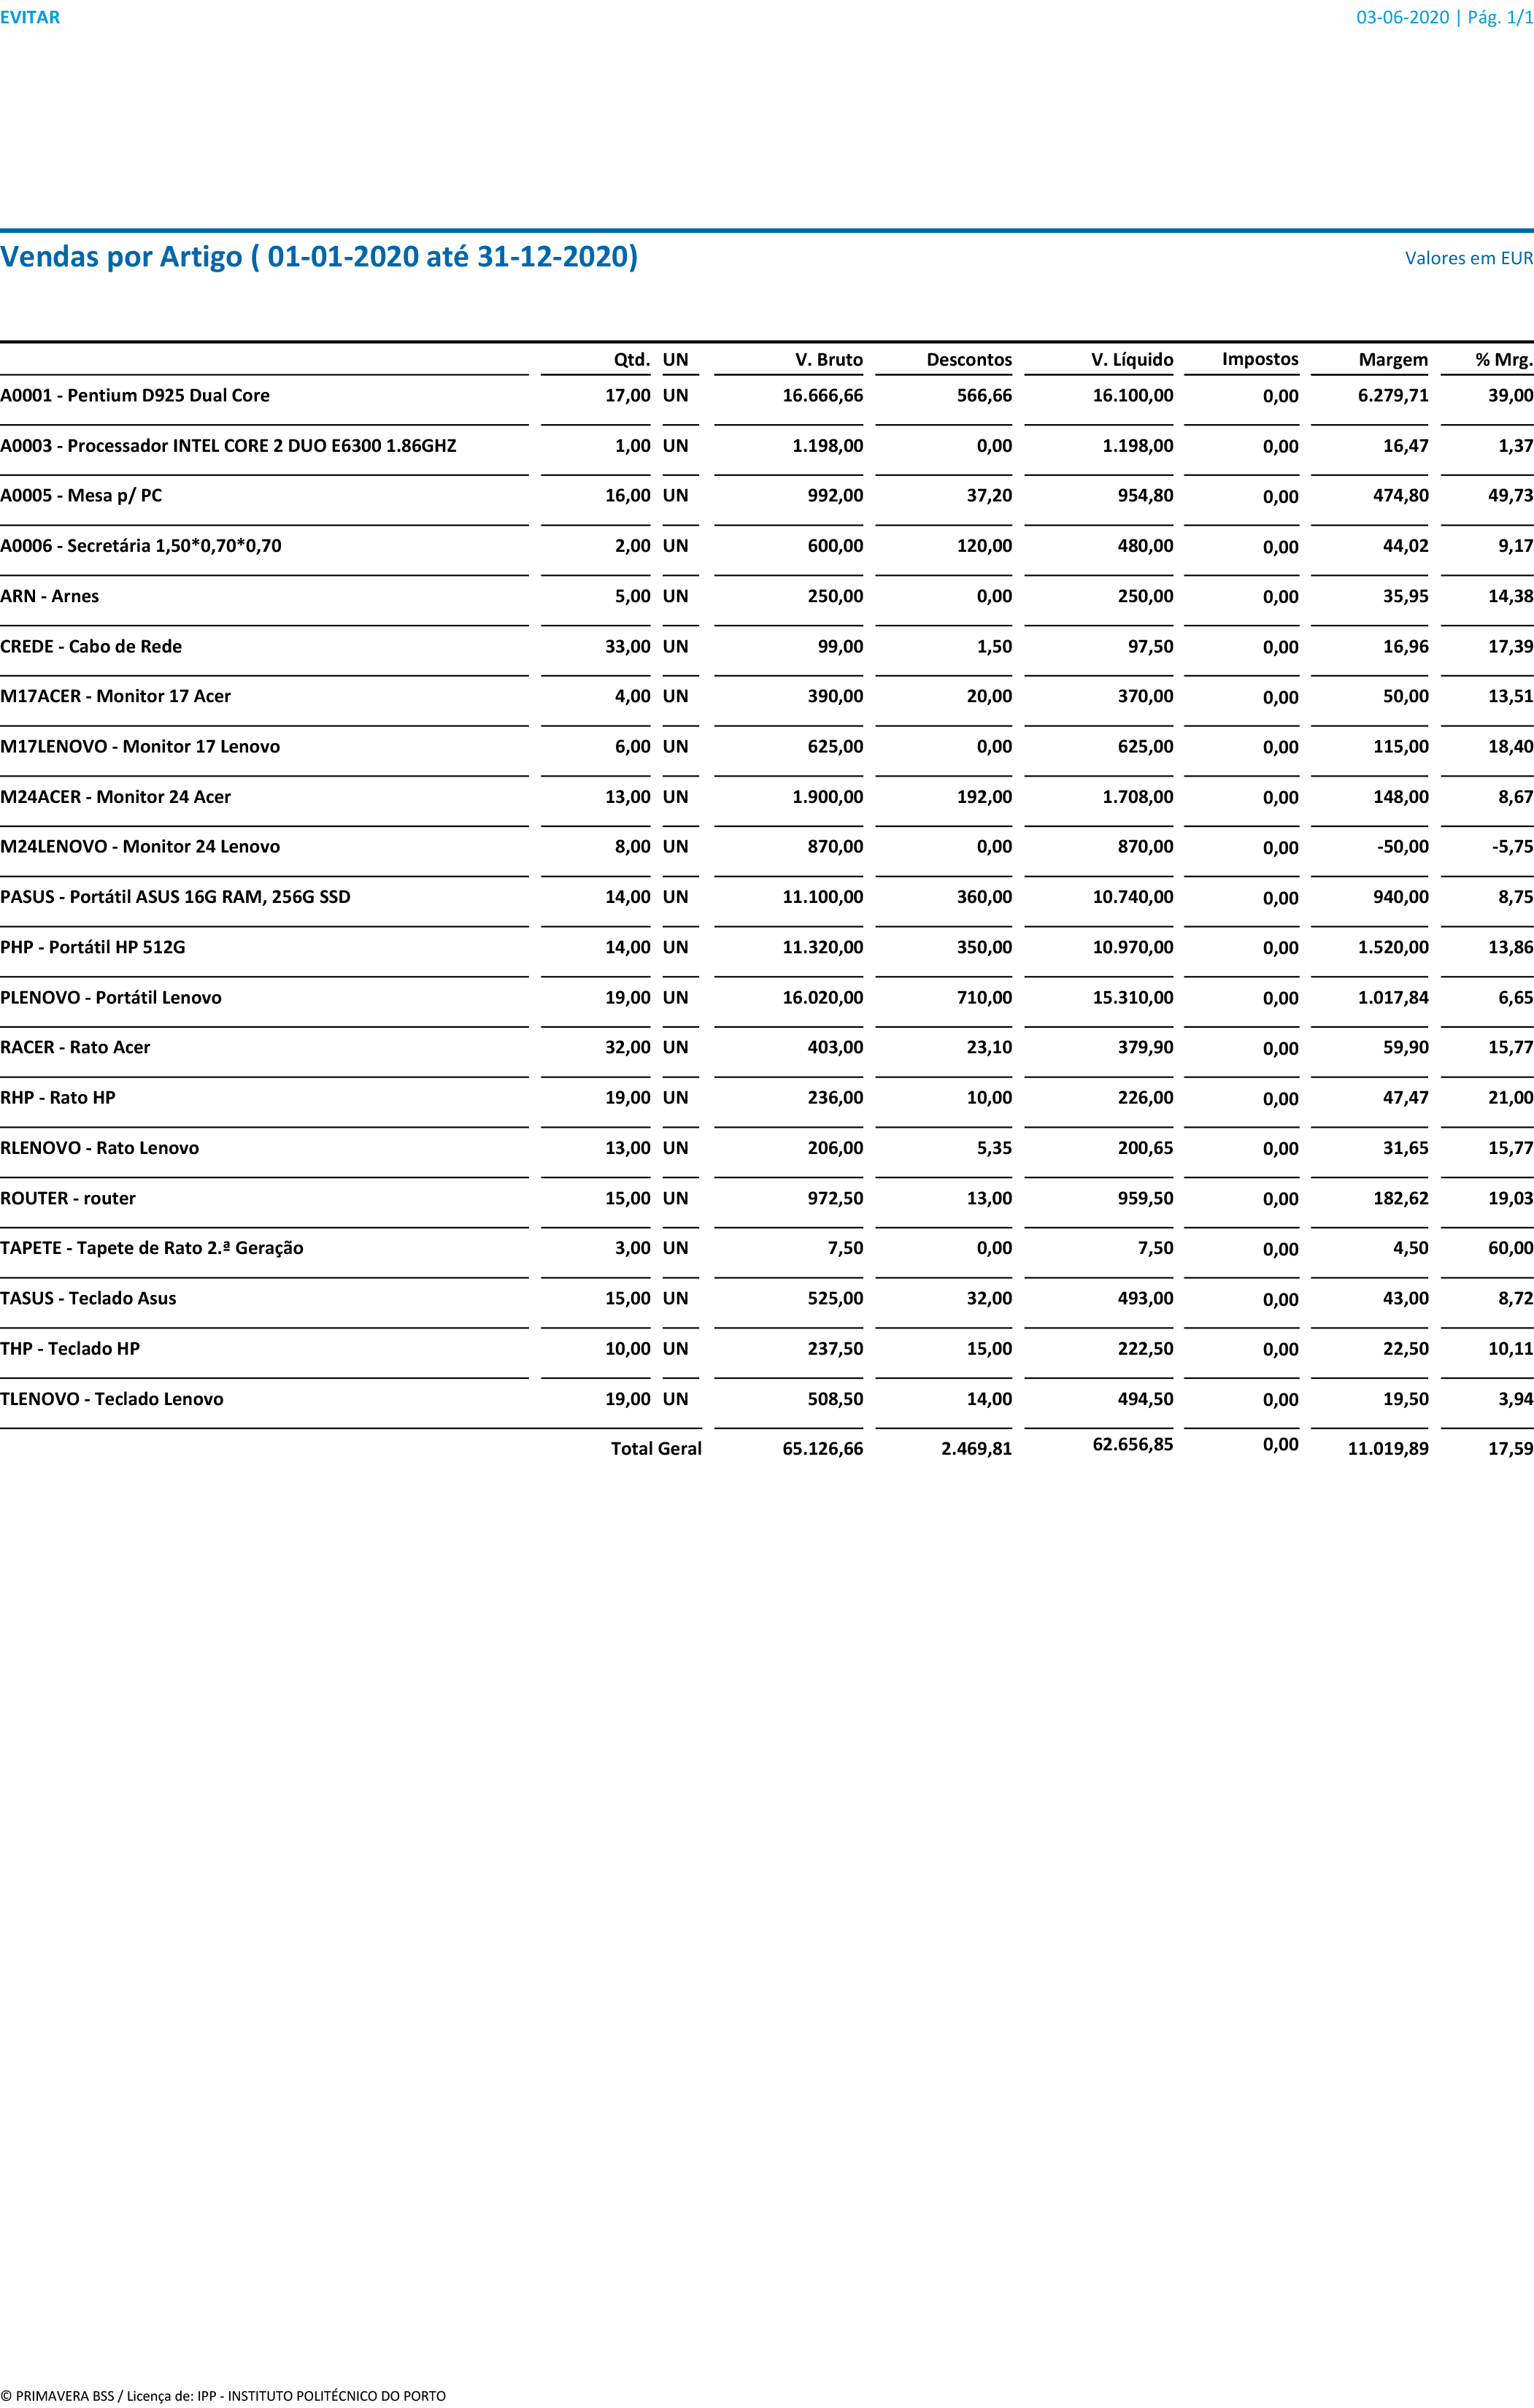 EVITAR 03-06-2020 | Pág. 1/1
Vendas por Artigo ( 01-01-2020 até 31-12-2020) Valores em EUR
Qtd. UN V. Bruto Descontos V. Líquido Impostos Margem % Mrg.
A0001 - Pentium D925 Dual Core 17,00 UN 16.666,66 566,66 16.100,00 0,00 6.279,71 39,00
A0003 - Processador INTEL CORE 2 DUO E6300 1.86GHZ 1,00 UN 1.198,00 0,00 1.198,00 0,00 16,47 1,37
A0005 - Mesa p/ PC 16,00 UN 992,00 37,20 954,80 0,00 474,80 49,73
A0006 - Secretária 1,50*0,70*0,70 2,00 UN 600,00 120,00 480,00 0,00 44,02 9,17
ARN - Arnes 5,00 UN 250,00 0,00 250,00 0,00 35,95 14,38
CREDE - Cabo de Rede 33,00 UN 99,00 1,50 97,50 0,00 16,96 17,39
M17ACER - Monitor 17 Acer 4,00 UN 390,00 20,00 370,00 0,00 50,00 13,51
M17LENOVO - Monitor 17 Lenovo 6,00 UN 625,00 0,00 625,00 0,00 115,00 18,40
M24ACER - Monitor 24 Acer 13,00 UN 1.900,00 192,00 1.708,00 0,00 148,00 8,67
M24LENOVO - Monitor 24 Lenovo 8,00 UN 870,00 0,00 870,00 0,00 -50,00 -5,75
PASUS - Portátil ASUS 16G RAM, 256G SSD 14,00 UN 11.100,00 360,00 10.740,00 0,00 940,00 8,75
PHP - Portátil HP 512G 14,00 UN 11.320,00 350,00 10.970,00 0,00 1.520,00 13,86
PLENOVO - Portátil Lenovo 19,00 UN 16.020,00 710,00 15.310,00 0,00 1.017,84 6,65
RACER - Rato Acer 32,00 UN 403,00 23,10 379,90 0,00 59,90 15,77
RHP - Rato HP 19,00 UN 236,00 10,00 226,00 0,00 47,47 21,00
RLENOVO - Rato Lenovo 13,00 UN 206,00 5,35 200,65 0,00 31,65 15,77
ROUTER - router 15,00 UN 972,50 13,00 959,50 0,00 182,62 19,03
TAPETE - Tapete de Rato 2.ª Geração 3,00 UN 7,50 0,00 7,50 0,00 4,50 60,00
TASUS - Teclado Asus 15,00 UN 525,00 32,00 493,00 0,00 43,00 8,72
THP - Teclado HP 10,00 UN 237,50 15,00 222,50 0,00 22,50 10,11
TLENOVO - Teclado Lenovo 19,00 UN 508,50 14,00 494,50 0,00 19,50 3,94
Total Geral 65.126,66 2.469,81 62.656,85 0,00 11.019,89 17,59
© PRIMAVERA BSS / Licença de: IPP - INSTITUTO POLITÉCNICO DO PORTO